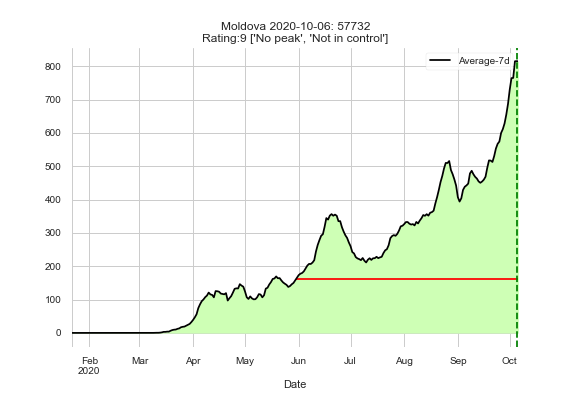 Moldova 2020-10-06: 57732
Rating:9 ['No peak', 'Not in control']
Average-7d
800
700
600
500
400
300
200
100
0
Feb Mar Apr May Jun Jul Aug Sep Oct
2020
Date